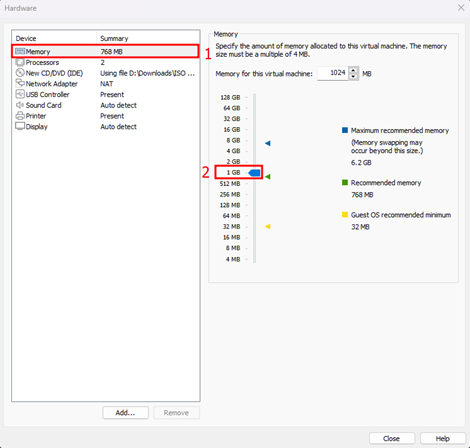 Hardware
Device Summary
Memory 768 MB
Processors 2
New CD/DVD (IDE) Using file D:\Downloads\ISO ...
Network Adapter NAT
USB Controller Present
Sound Card Auto detect
Printer Present
Display Auto detect
1
Add...
Remove
Memory
Specify the amount of memory allocated to this virtual machine. The memory
size must be a multiple of 4 MB.
Memory for this virtual machine: 1024 MB
128 GB
64 GB
32 GB
16 GB
8 GB
4 GB
2 GB
2
1 GB
512 MB
256 MB
128 MB
64 MB
32 MB
16 MB
8 MB
4 MB
Maximum recommended memory
(Memory swapping may
occur beyond this size.)
6.2 GB
Recommended memory
768 MB
Guest OS recommended minimum
32 MB
Close
Help